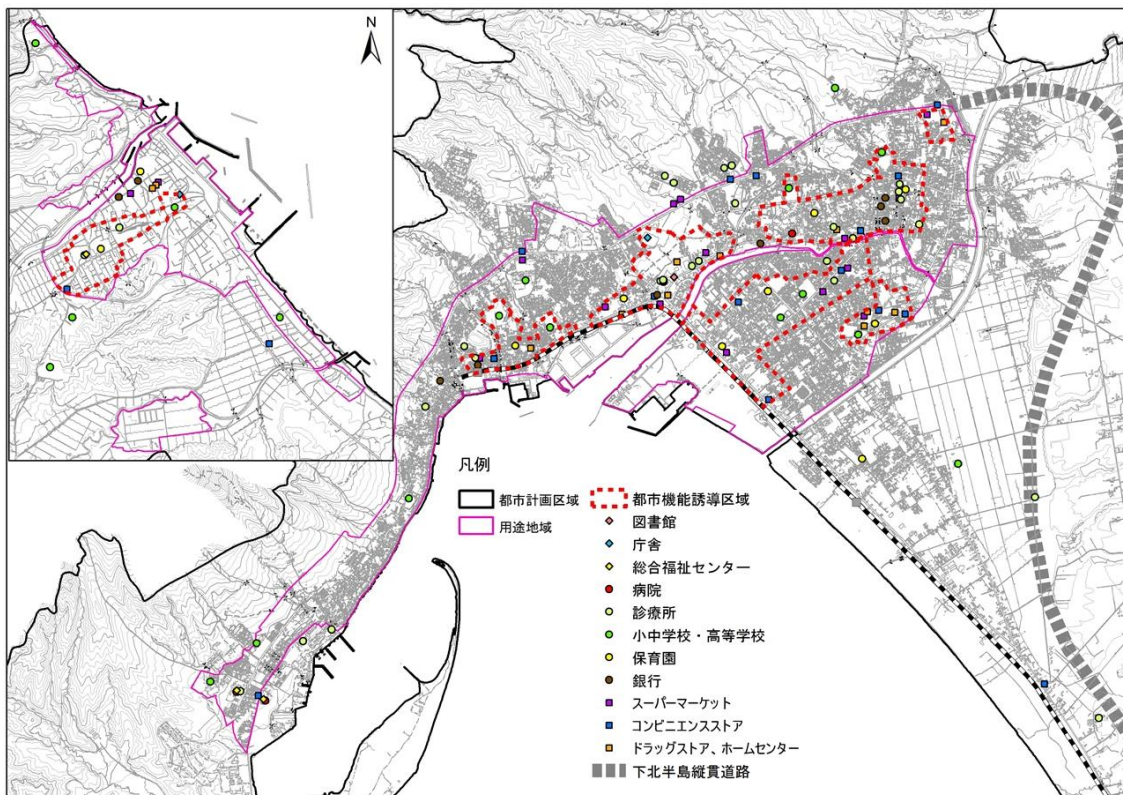 N
凡例
都市計画区域
用途地域
都市機能誘導区域
図書館
庁舎
総合福祉センター
病院
診療所
小中学校・高等学校
保育園
銀行
スーパーマーケット
コンビニエンスストア
ドラッグストア、ホームセンター
下北半島縦貫道路